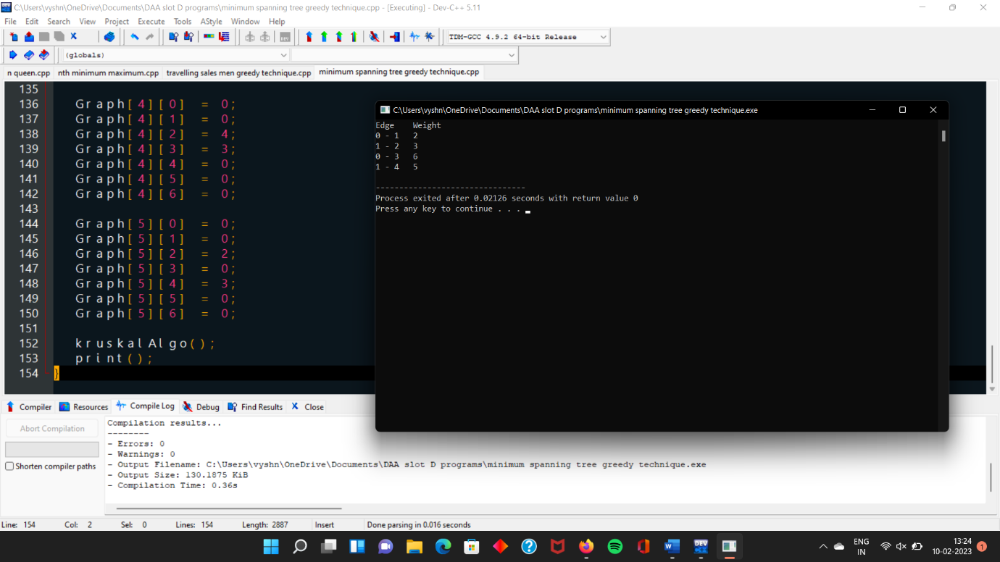 C:\Users\vyshn\OneDrive\Documents\DAA slot D programs\minimum spanning tree greedy technique.cpp - [Executing] - Dev-C++ 5.11
File Edit Search View Project Execute Tools AStyle Window Help
TDM-GCC 4.9.2 64-bit Release
(globals)
n queen.cpp nth minimum maximum.cpp travelling sales men greedy technique.cpp minimum spanning tree greedy technique.cpp
135
136 Graph[4][0] = 0;
137 Graph[4][1] = 0;
138 Graph[4][2] = 4;
139 Graph[4][3] = 3;
140 Graph[4][4] = 0;
141 Graph[4][5] = 0;
142 Graph[4][6] = 0;
143
144 Graph[5][0] = 0;
145 Graph[5][1] = 0;
146 Graph[5][2] = 2;
147 Graph[5][3] = 0;
148 Graph[5][4] = 3;
149 Graph[5][5] = 0;
150 Graph[5][6] = 0;
151
152 kruskalAlgo();
153 print();
154 }
C:\Users\vyshn\OneDrive\Documents\DAA slot D programs\minimum spanning tree greedy technique.exe
Edge Weight
0 - 1 2
1 - 2 3
0 - 3 6
1 - 4 5
--------------------------------
Process exited after 0.02126 seconds with return value 0
Press any key to continue . . .
Compiler Resources Compile Log Debug Find Results Close
Abort Compilation
Shorten compiler paths
Compilation results...
--------
- Errors: 0
- Warnings: 0
- Output Filename: C:\Users\vyshn\OneDrive\Documents\DAA slot D programs\minimum spanning tree greedy technique.exe
- Output Size: 130.1875 KiB
- Compilation Time: 0.36s
Line: 154 Col: 2 Sel: 0 Lines: 154 Length: 2887 Insert Done parsing in 0.016 seconds
DEV
ENG
IN
13:24
10-02-2023
1